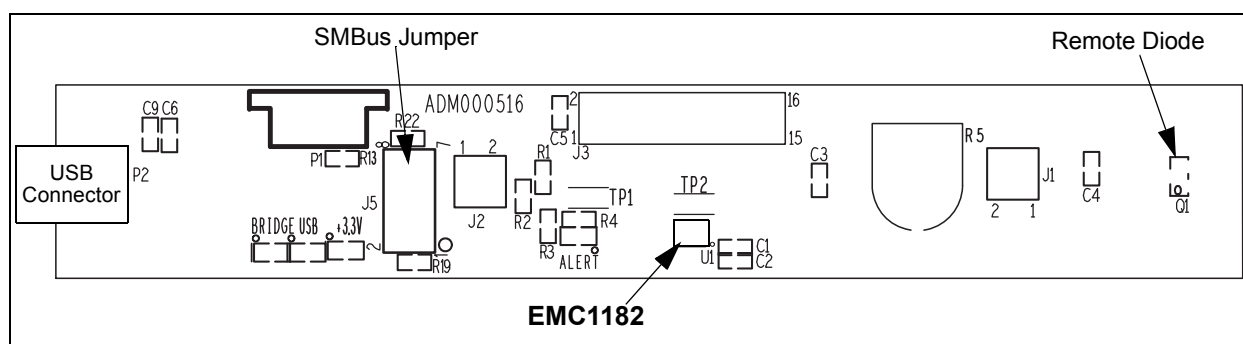 SMBus Jumper
Remote Diode
C9 C6
ADM000516
R22
8
7
1 2
2
1
C5
J3
16
15
R5
C3
J1
2 1
C4
Q1
USB
Connector
P2
P1
R13
J5
J2
R1
R2
TP1
TP2
R4
R3
ALERT
U1
C1
C2
BRIDGE USB +3.3V
2
R19
EMC1182